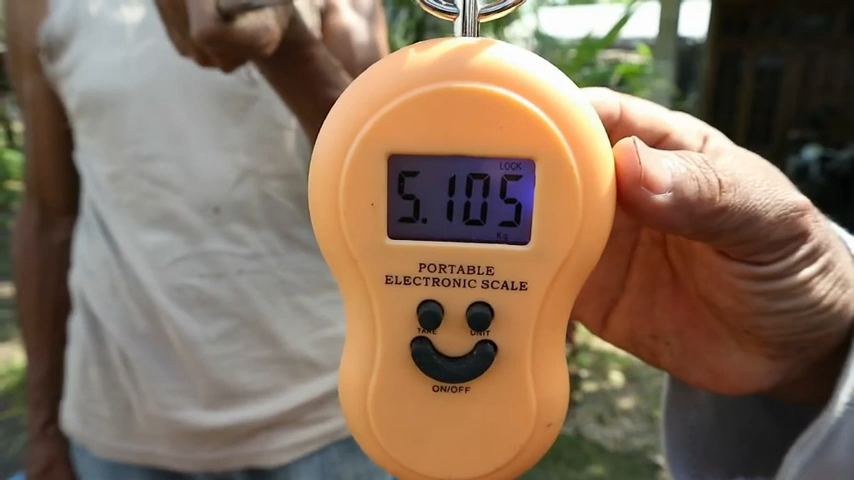 LOCK
5.105
Kg
PORTABLE
ELECTRONIC SCALE
TARE UNIT
ON/OFF